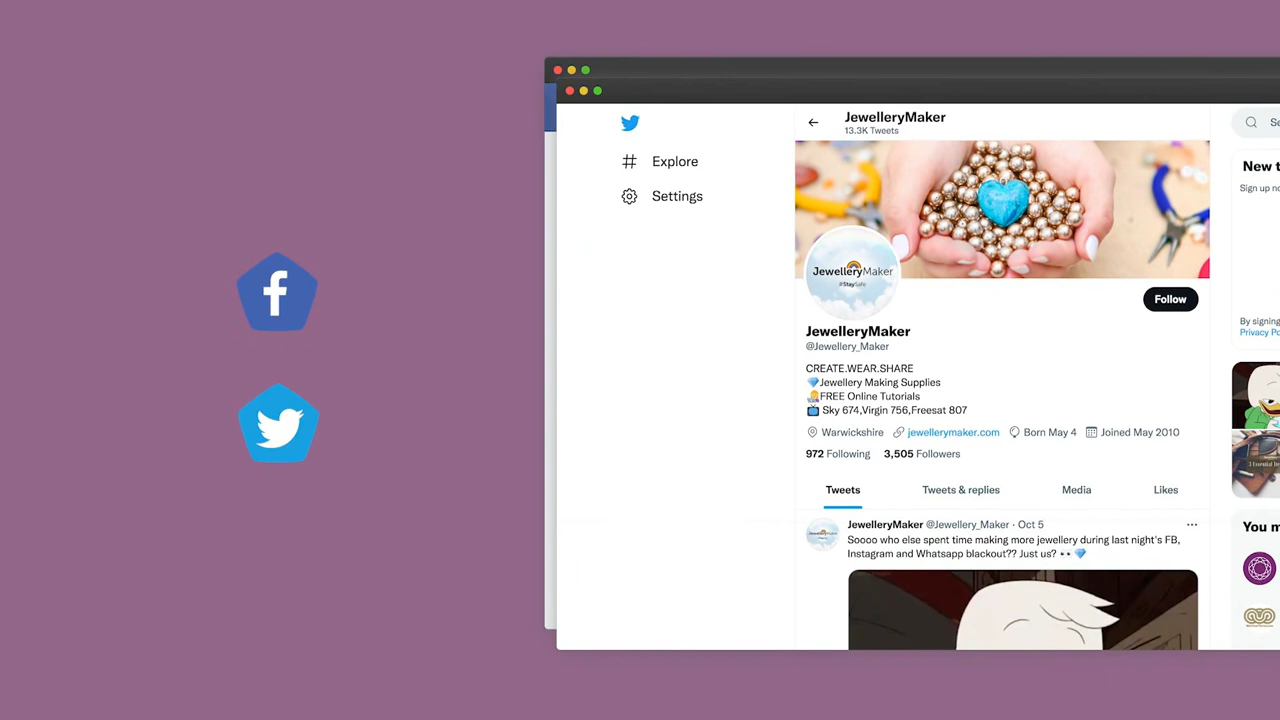 JewelleryMaker
13.3K Tweets
Explore
Settings
New t
Sign up no
JewelleryMaker
#StaySafe
Follow
By signing
Privacy Po
JewelleryMaker
@Jewellery_Maker
CREATE.WEAR.SHARE
💎Jewellery Making Supplies
FREE Online Tutorials
📺 Sky 674,Virgin 756,Freesat 807
Warwickshire jewellerymaker.com Born May 4 Joined May 2010
972 Following 3,505 Followers
Tweets Tweets & replies Media Likes
JewelleryMaker @Jewellery_Maker · Oct 5
Soooo who else spent time making more jewellery during last night's FB,
Instagram and Whatsapp blackout?? Just us? 👀 💎
You m